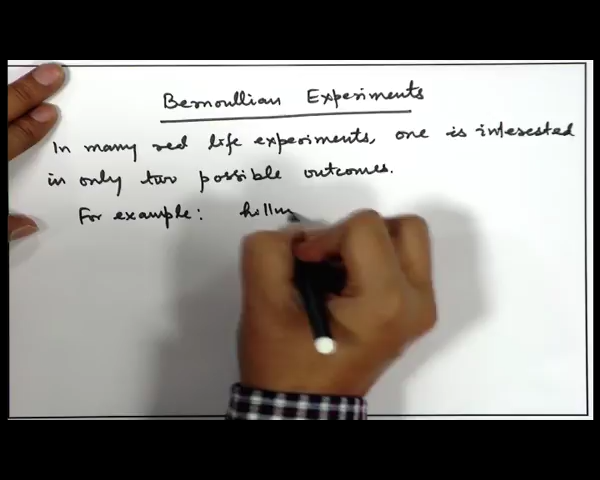 Bernoullian Experiments
In many real life experiments, one is interested
in only two possible outcomes.
For example: